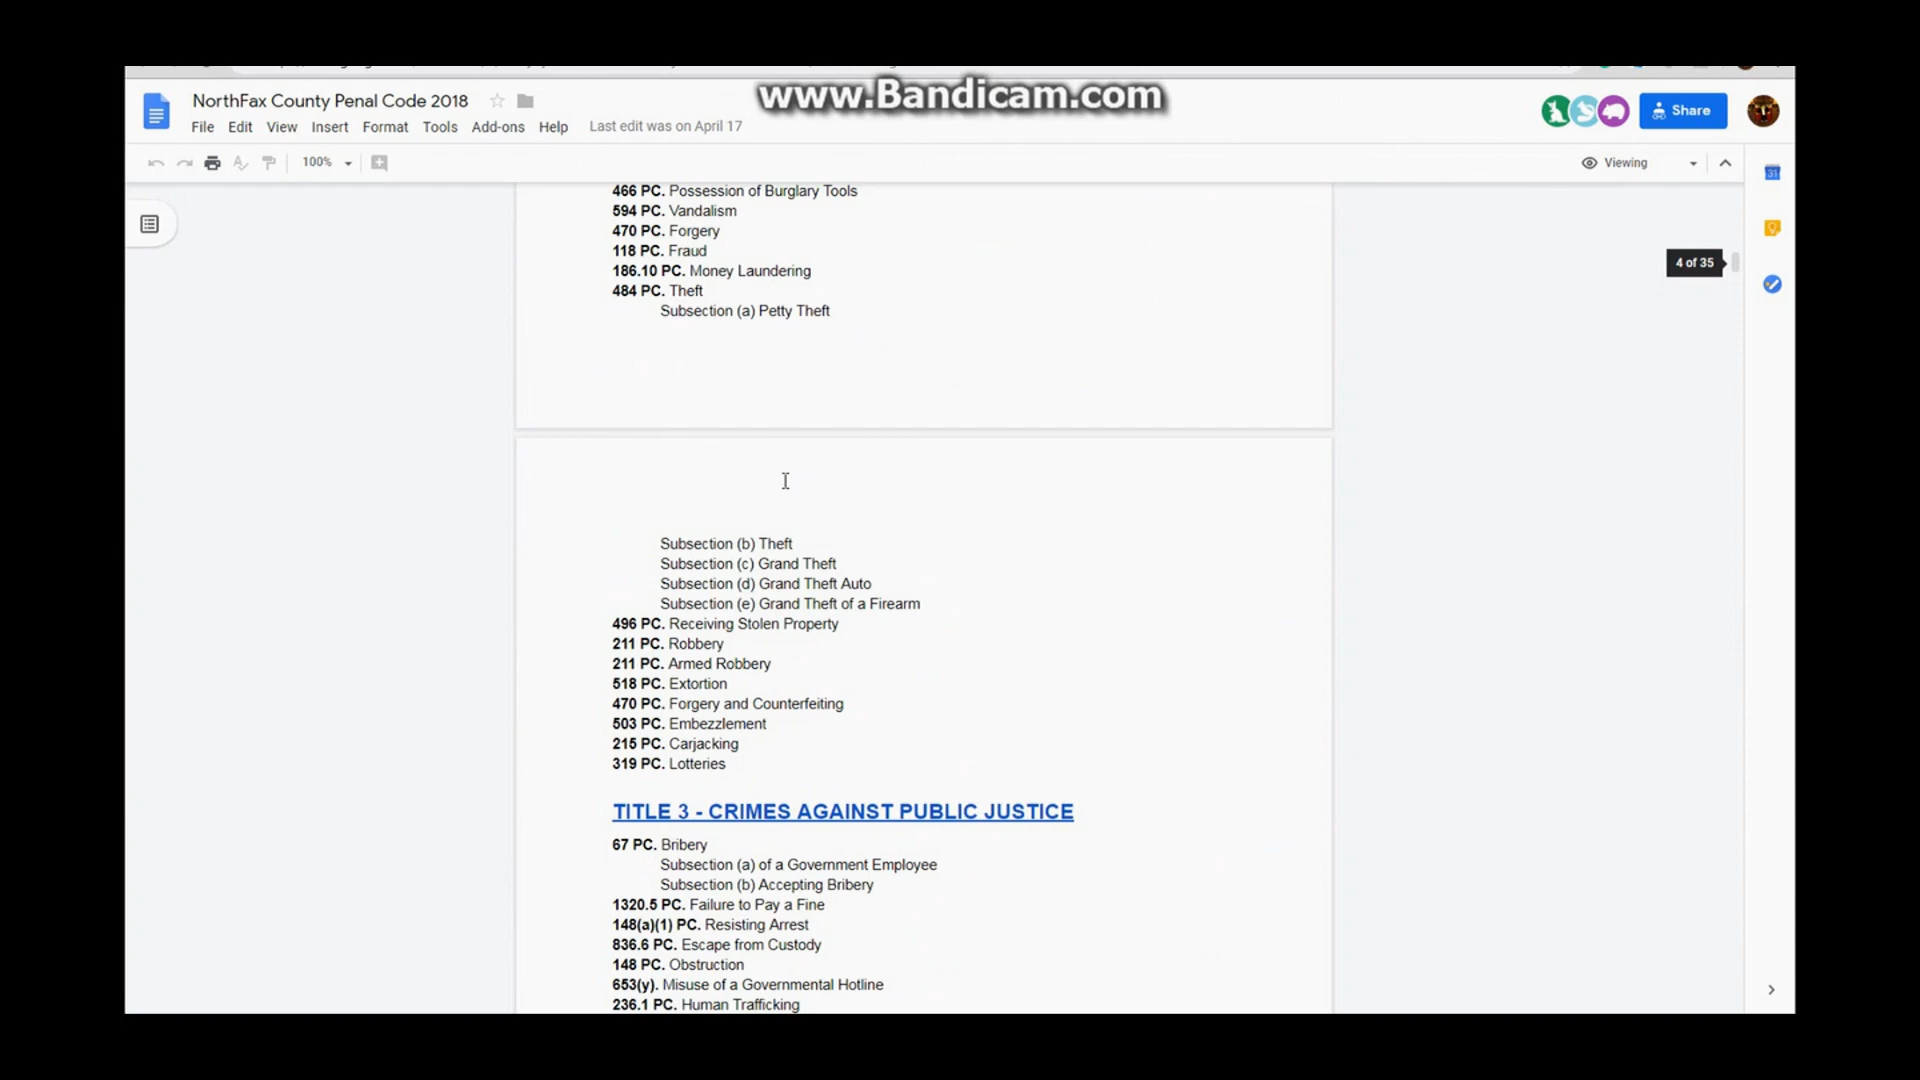 www.Bandicam.com
NorthFax County Penal Code 2018
Share
File Edit View Insert Format Tools Add-ons Help Last edit was on April 17
100% Viewing
31
4 of 35
466 PC. Possession of Burglary Tools
594 PC. Vandalism
470 PC. Forgery
118 PC. Fraud
186.10 PC. Money Laundering
484 PC. Theft
Subsection (a) Petty Theft
Subsection (b) Theft
Subsection (c) Grand Theft
Subsection (d) Grand Theft Auto
Subsection (e) Grand Theft of a Firearm
496 PC. Receiving Stolen Property
211 PC. Robbery
211 PC. Armed Robbery
518 PC. Extortion
470 PC. Forgery and Counterfeiting
503 PC. Embezzlement
215 PC. Carjacking
319 PC. Lotteries
TITLE 3 - CRIMES AGAINST PUBLIC JUSTICE
67 PC. Bribery
Subsection (a) of a Government Employee
Subsection (b) Accepting Bribery
1320.5 PC. Failure to Pay a Fine
148(a)(1) PC. Resisting Arrest
836.6 PC. Escape from Custody
148 PC. Obstruction
653(y). Misuse of a Governmental Hotline
236.1 PC. Human Trafficking